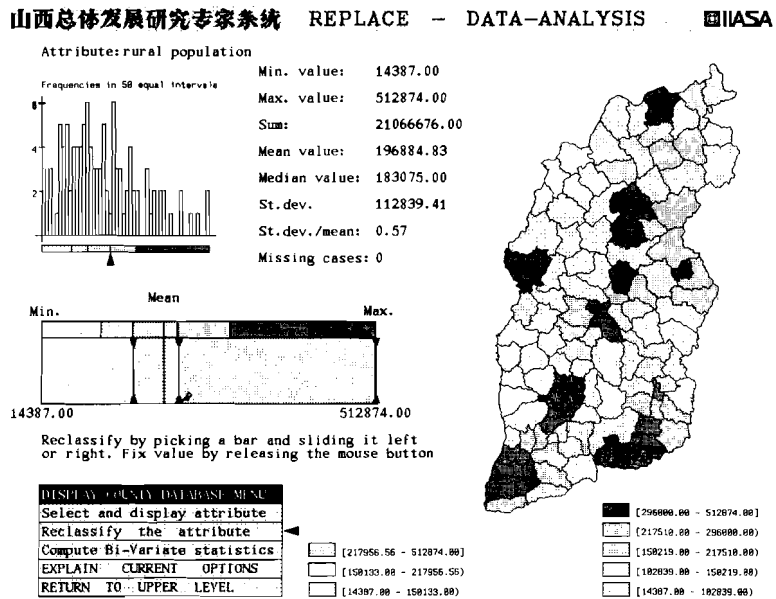 山西总体发展研究专家系统 REPLACE - DATA-ANALYSIS IIASA
Attribute: rural population
Frequencies in 50 equal intervals
6
4
2
Min. value: 14387.00
Max. value: 512874.00
Sum: 21066676.00
Mean value: 196884.83
Median value: 183075.00
St.dev. 112839.41
St.dev./mean: 0.57
Missing cases: 0
Mean
Min. Max.
14387.00 512874.00
Reclassify by picking a bar and sliding it left
or right. Fix value by releasing the mouse button
DISPLAY COUNTY DATABASE MENU
Select and display attribute
Reclassify the attribute
Compute Bi-Variate statistics
EXPLAIN CURRENT OPTIONS
RETURN TO UPPER LEVEL
[217956.56 - 512874.00]
[150133.00 - 217956.56)
[14387.00 - 150133.00)
[296000.00 - 512874.00]
[217510.00 - 296000.00)
[150219.00 - 217510.00)
[102839.00 - 150219.00)
[14387.00 - 102839.00)